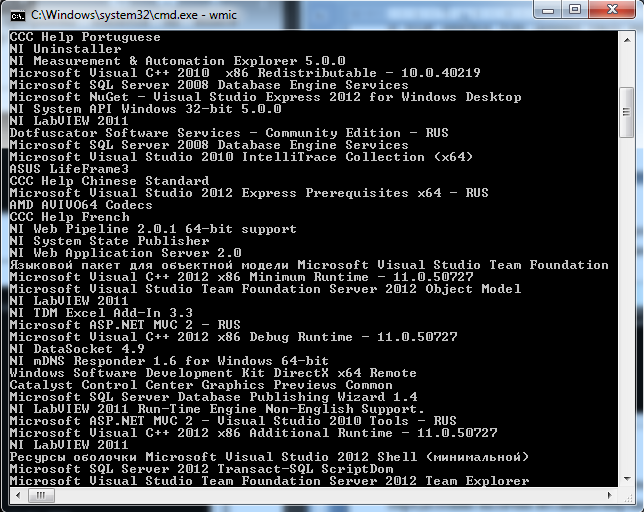 C:\Windows\system32\cmd.exe - wmic
CCC Help Portuguese
NI Uninstaller
NI Measurement & Automation Explorer 5.0.0
Microsoft Visual C++ 2010  x86 Redistributable - 10.0.40219
Microsoft SQL Server 2008 Database Engine Services
Microsoft NuGet - Visual Studio Express 2012 for Windows Desktop
NI System API Windows 32-bit 5.0.0
NI LabVIEW 2011
Dotfuscator Software Services - Community Edition - RUS
Microsoft SQL Server 2008 Database Engine Services
Microsoft Visual Studio 2010 IntelliTrace Collection (x64)
ASUS LifeFrame3
CCC Help Chinese Standard
Microsoft Visual Studio 2012 Express Prerequisites x64 - RUS
AMD AVIVO64 Codecs
CCC Help French
NI Web Pipeline 2.0.1 64-bit support
NI System State Publisher
NI Web Application Server 2.0
Языковой пакет для объектной модели Microsoft Visual Studio Team Foundation
Microsoft Visual C++ 2012 x86 Minimum Runtime - 11.0.50727
Microsoft Visual Studio Team Foundation Server 2012 Object Model
NI LabVIEW 2011
NI TDM Excel Add-In 3.3
Microsoft ASP.NET MVC 2 - RUS
Microsoft Visual C++ 2012 x86 Debug Runtime - 11.0.50727
NI DataSocket 4.9
NI mDNS Responder 1.6 for Windows 64-bit
Windows Software Development Kit DirectX x64 Remote
Catalyst Control Center Graphics Previews Common
Microsoft SQL Server Database Publishing Wizard 1.4
NI LabVIEW 2011 Run-Time Engine Non-English Support.
Microsoft ASP.NET MVC 2 - Visual Studio 2010 Tools - RUS
Microsoft Visual C++ 2012 x86 Additional Runtime - 11.0.50727
NI LabVIEW 2011
Ресурсы оболочки Microsoft Visual Studio 2012 Shell (минимальной)
Microsoft SQL Server 2012 Transact-SQL ScriptDom
Microsoft Visual Studio Team Foundation Server 2012 Team Explorer